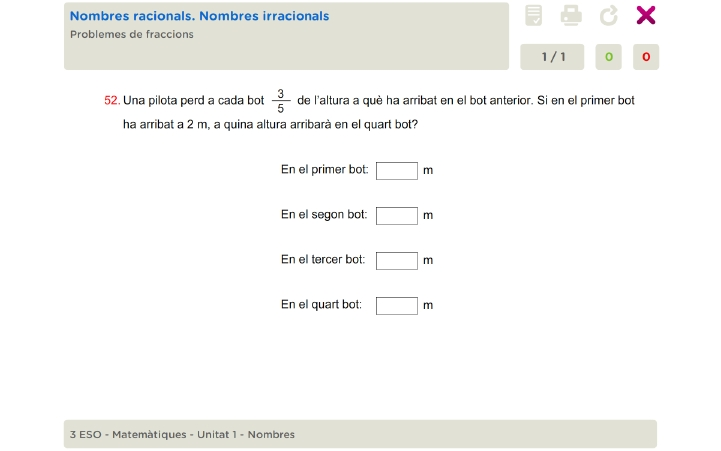 Nombres racionals. Nombres irracionals
Problemes de fraccions
1 / 1
0
0
52. Una pilota perd a cada bot 3/5 de l'altura a què ha arribat en el bot anterior. Si en el primer bot
ha arribat a 2 m, a quina altura arribarà en el quart bot?
En el primer bot: m
En el segon bot: m
En el tercer bot: m
En el quart bot: m
3 ESO - Matemàtiques - Unitat 1 - Nombres